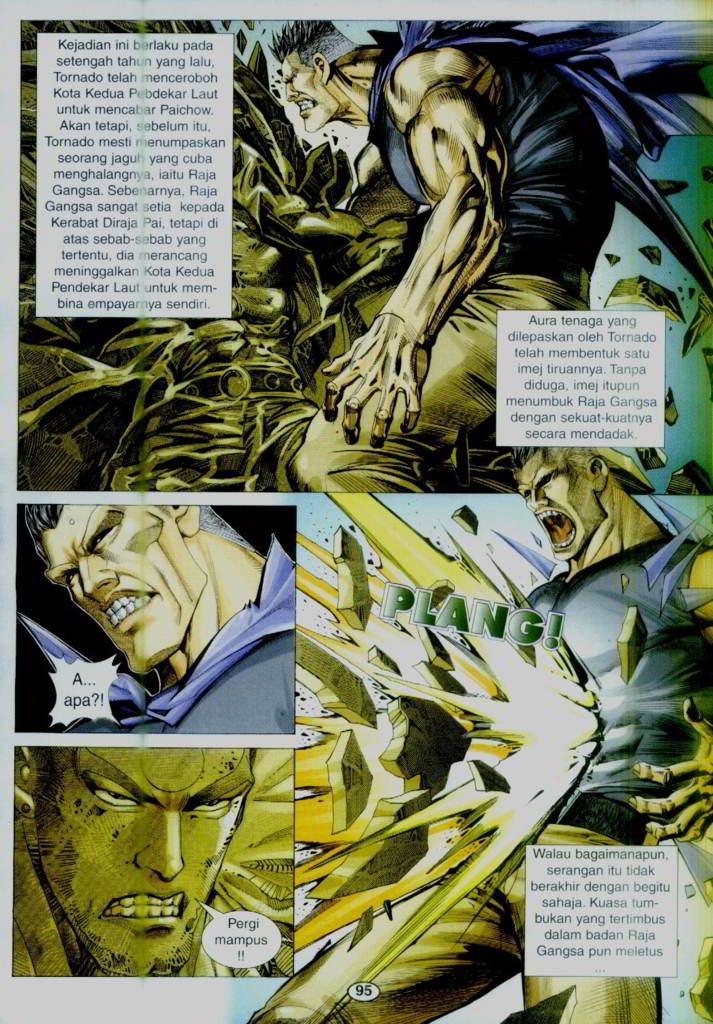 Kejadian ini berlaku pada
setengah tahun yang lalu,
Tornado telah menceroboh
Kota Kedua Pendekar Laut
untuk mencabar Paichow.
Akan tetapi, sebelum itu,
Tornado mesti menumpaskan
seorang jaguh yang cuba
menghalangnya, iaitu Raja
Gangsa. Sebenarnya, Raja
Gangsa sangat setia kepada
Kerabat Diraja Pai, tetapi di
atas sebab-sebab yang
tertentu, dia merancang
meninggalkan Kota Kedua
Pendekar Laut untuk mem-
bina empayarnya sendiri.
Aura tenaga yang
dilepaskan oleh Tornado
telah membentuk satu
imej tiruannya. Tanpa
diduga, imej itupun
menumbuk Raja Gangsa
dengan sekuat-kuatnya
secara mendadak.
A...
apa?!
PLANG!
Pergi
mampus
!!
Walau bagaimanapun,
serangan itu tidak
berakhir dengan begitu
sahaja. Kuasa tum-
bukan yang tertimbus
dalam badan Raja
Gangsa pun meletus
...
95